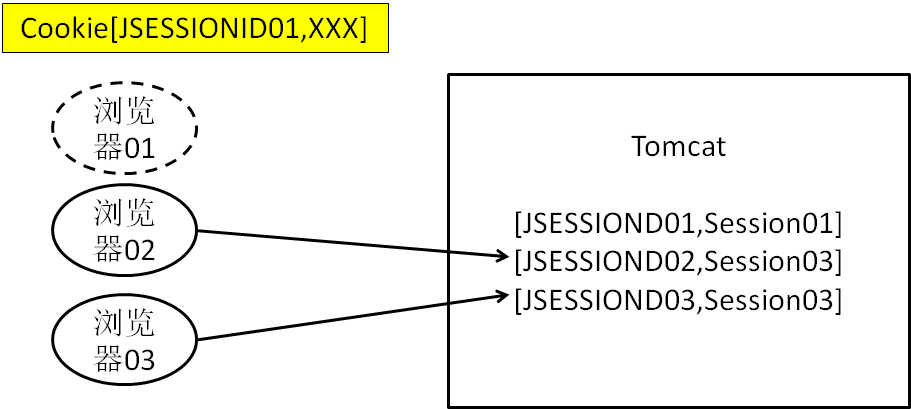 Cookie[JSESSIONID01,XXX]
浏览
器01
浏览
器02
浏览
器03
Tomcat
[JSESSIOND01,Session01]
[JSESSIOND02,Session03]
[JSESSIOND03,Session03]